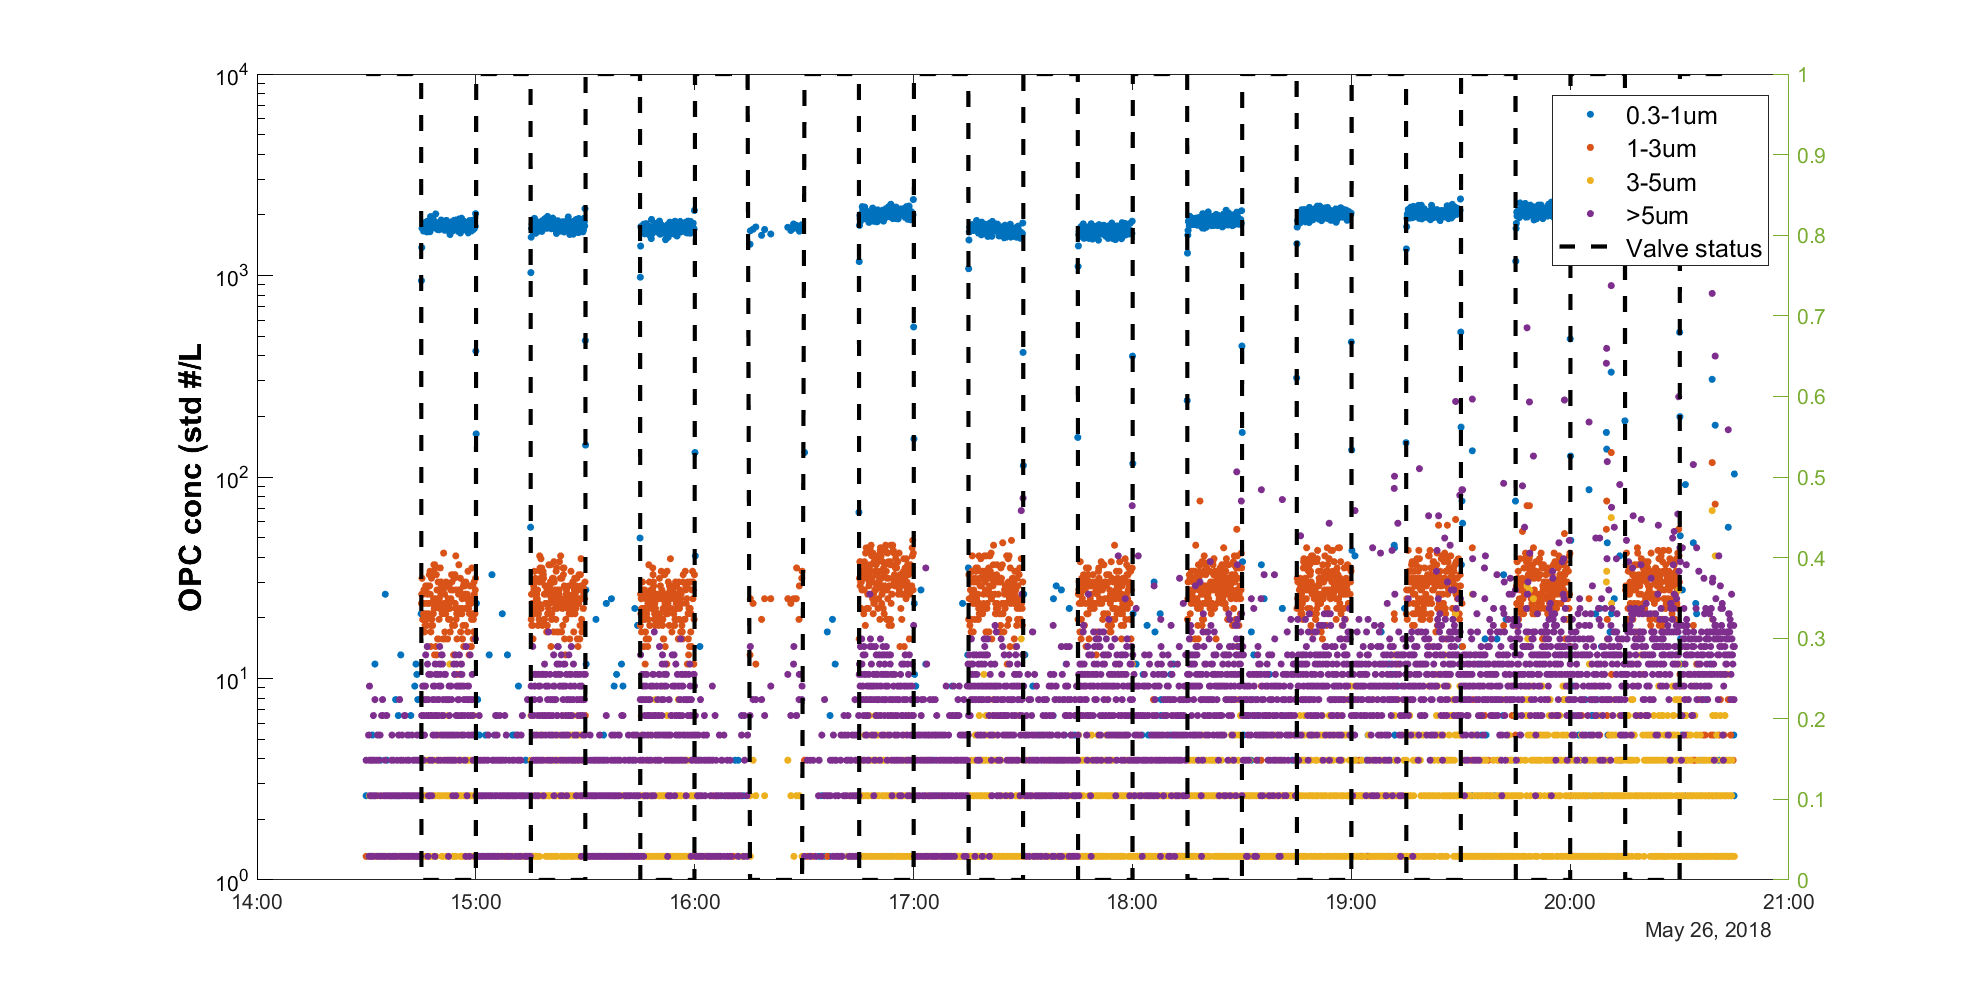 OPC conc (std #/L
10^4
10^3
10^2
10^1
10^0
1
0.9
0.8
0.7
0.6
0.5
0.4
0.3
0.2
0.1
0
0.3-1um
1-3um
3-5um
>5um
Valve status
14:00 15:00 16:00 17:00 18:00 19:00 20:00 21:00
May 26, 2018